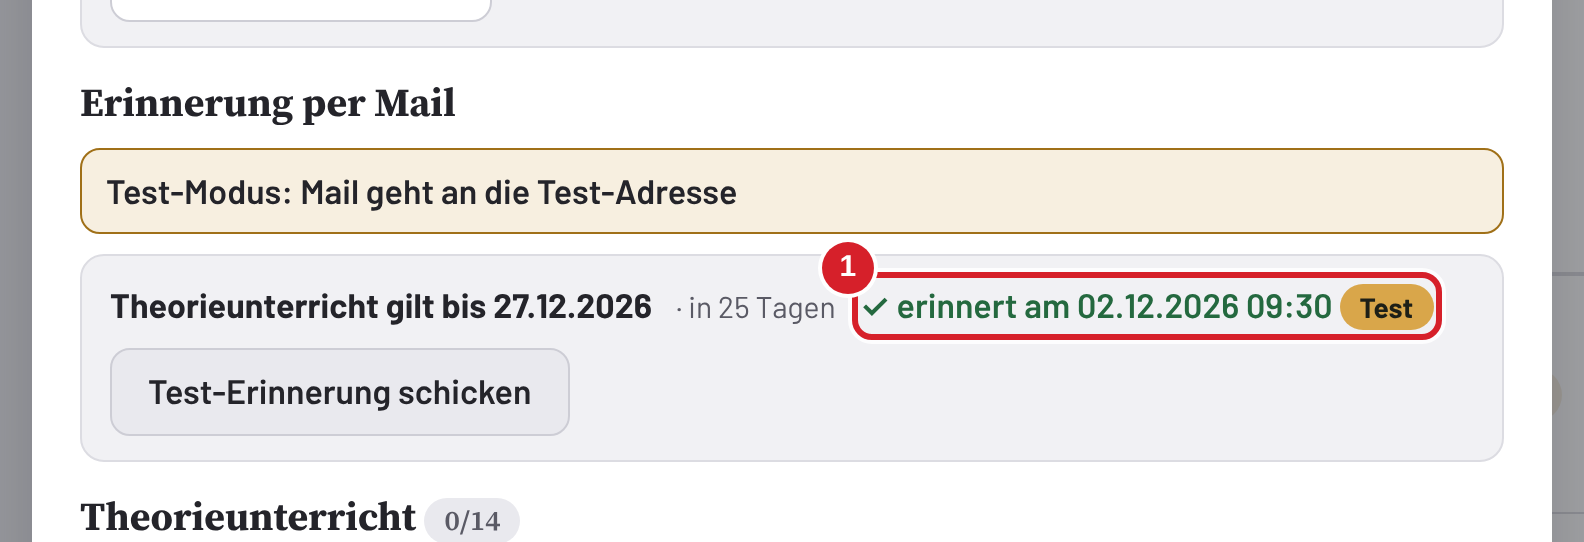 Erinnerung per Mail
Test-Modus: Mail geht an die Test-Adresse
1
Theorieunterricht gilt bis 27.12.2026 · in 25 Tagen ✓ erinnert am 02.12.2026 09:30 Test
Test-Erinnerung schicken
Theorieunterricht 0/14